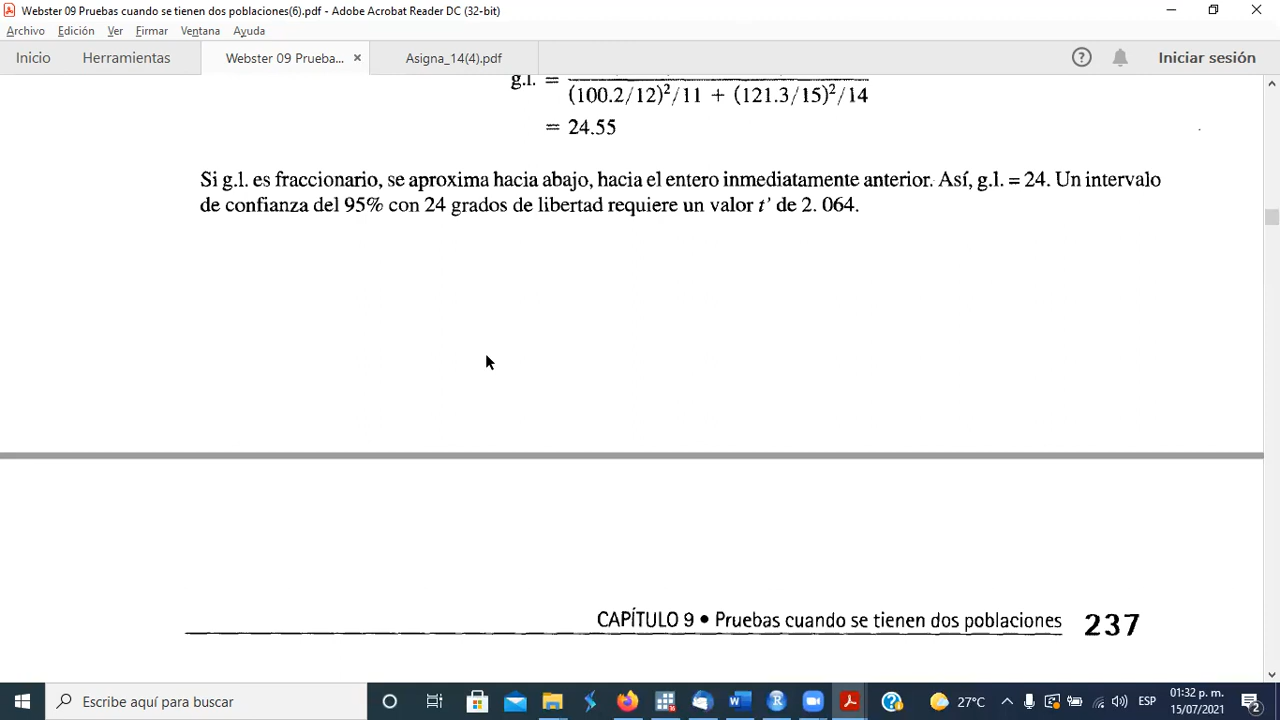 Webster 09 Pruebas cuando se tienen dos poblaciones(6).pdf - Adobe Acrobat Reader DC (32-bit)
Archivo Edición Ver Firmar Ventana Ayuda
Inicio Herramientas Webster 09 Prueba... × Asigna_14(4).pdf Iniciar sesión
g.l. =
(100.2/12)²/11 + (121.3/15)²/14
= 24.55
Si g.l. es fraccionario, se aproxima hacia abajo, hacia el entero inmediatamente anterior. Así, g.l. = 24. Un intervalo
de confianza del 95% con 24 grados de libertad requiere un valor t’ de 2. 064.
CAPÍTULO 9 • Pruebas cuando se tienen dos poblaciones 237
Escribe aquí para buscar 27°C ESP 01:32 p. m.
15/07/2021 2